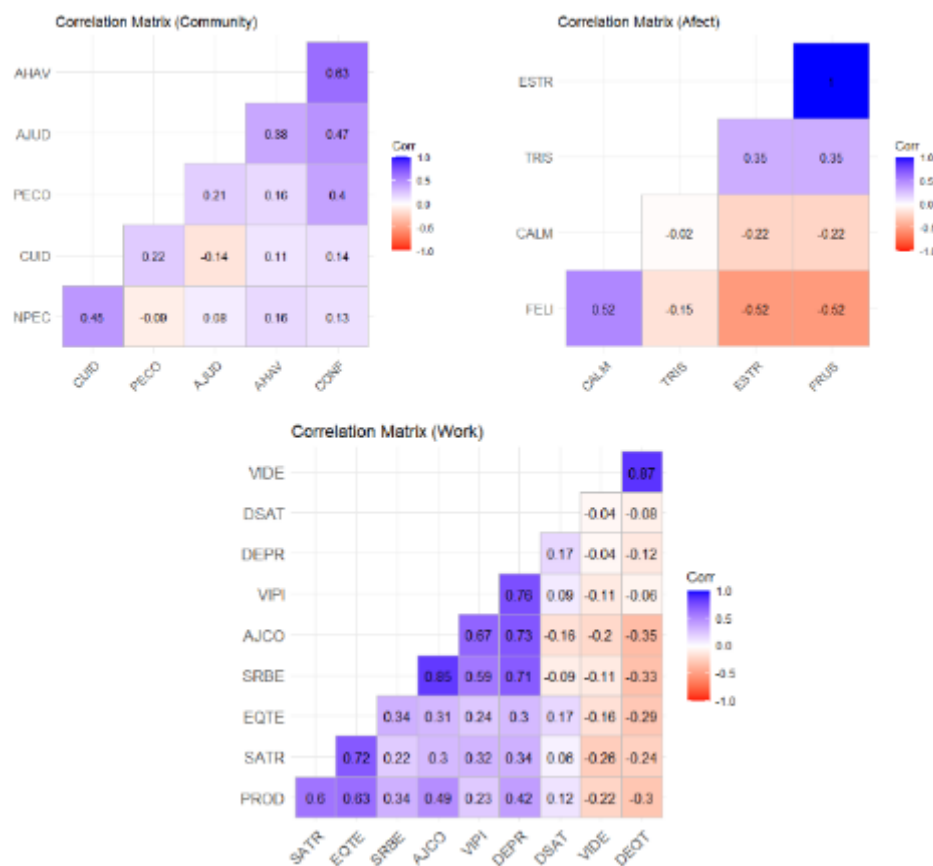 Correlation Matrix (Community)
AHAV 0.63
AJUD 0.38 0.47
PECO 0.21 0.16 0.4
CUID 0.22 -0.14 0.11 0.14
NPEC 0.45 -0.09 0.08 0.16 0.13
CUID PECO AJUD AHAV CONF
Corr
1.0
0.5
0.0
-0.5
-1.0
Correlation Matrix (Afect)
ESTR 1
TRIS 0.35 0.35
CALM -0.02 -0.22 -0.22
FELI 0.52 -0.15 -0.52 -0.52
CALM TRIS ESTR FRUS
Corr
1.0
0.5
0.0
-0.5
-1.0
Correlation Matrix (Work)
VIDE 0.87
DSAT -0.04 -0.08
DEPR 0.17 -0.04 -0.12
VIPI 0.76 0.09 -0.11 -0.06
AJCO 0.67 0.73 -0.16 -0.2 -0.35
SRBE 0.85 0.59 0.71 -0.09 -0.11 -0.33
EQTE 0.34 0.31 0.24 0.3 0.17 -0.16 -0.29
SATR 0.72 0.22 0.3 0.32 0.34 0.08 -0.26 -0.24
PROD 0.6 0.63 0.34 0.49 0.23 0.42 0.12 -0.22 -0.3
SATR EQTE SRBE AJCO VIPI DEPR DSAT VIDE DEQT
Corr
1.0
0.5
0.0
-0.5
-1.0